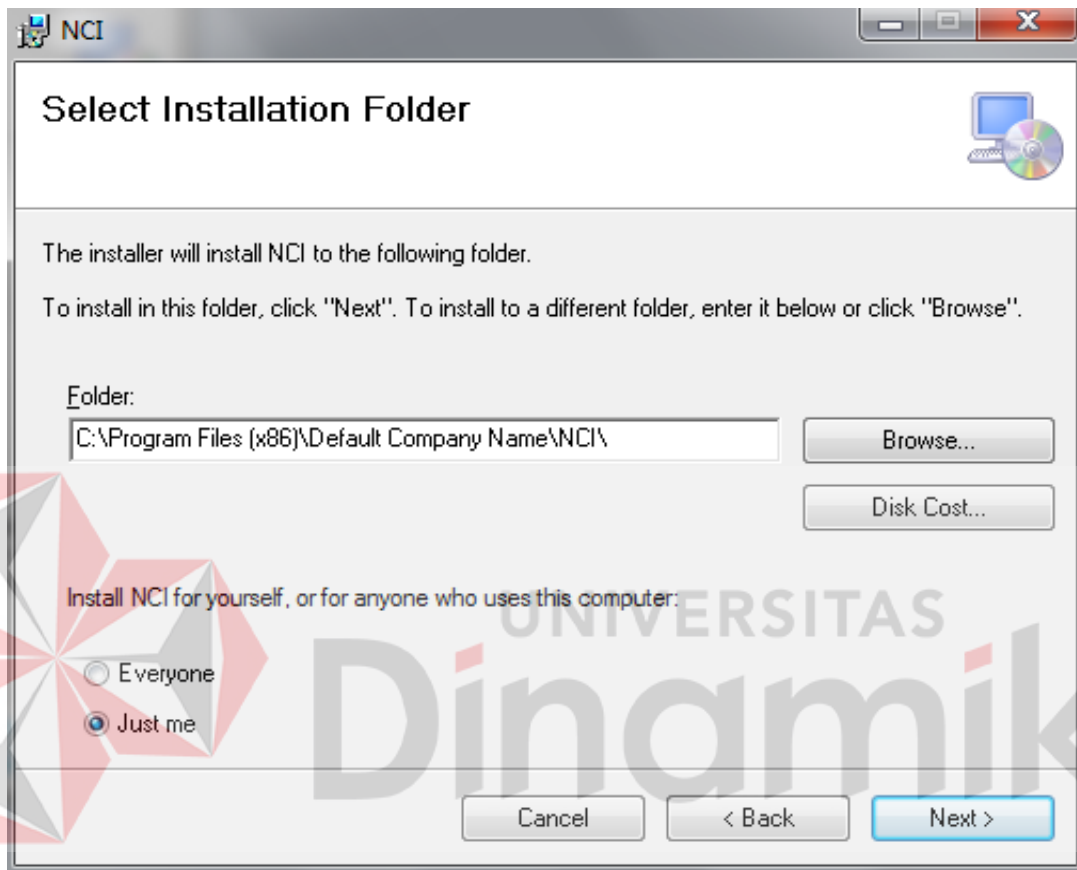 NCI
Select Installation Folder
The installer will install NCI to the following folder.
To install in this folder, click "Next". To install to a different folder, enter it below or click "Browse".
Folder:
C:\Program Files (x86)\Default Company Name\NCI\
Browse...
Disk Cost...
Install NCI for yourself, or for anyone who uses this computer:
UNIVERSITAS
Dinamik
Everyone
Just me
Cancel
< Back
Next >